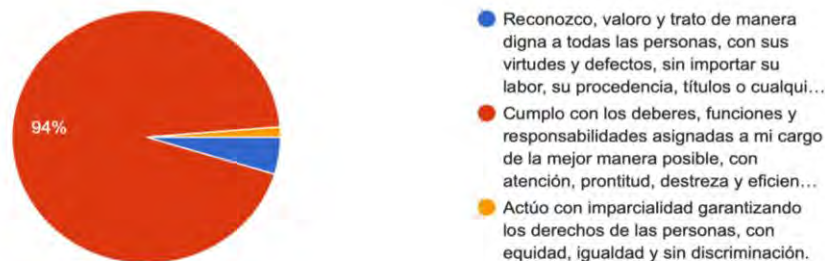 94%
Reconozco, valoro y trato de manera
digna a todas las personas, con sus
virtudes y defectos, sin importar su
labor, su procedencia, títulos o cualqui…
Cumplo con los deberes, funciones y
responsabilidades asignadas a mi cargo
de la mejor manera posible, con
atención, prontitud, destreza y eficien…
Actúo con imparcialidad garantizando
los derechos de las personas, con
equidad, igualdad y sin discriminación.